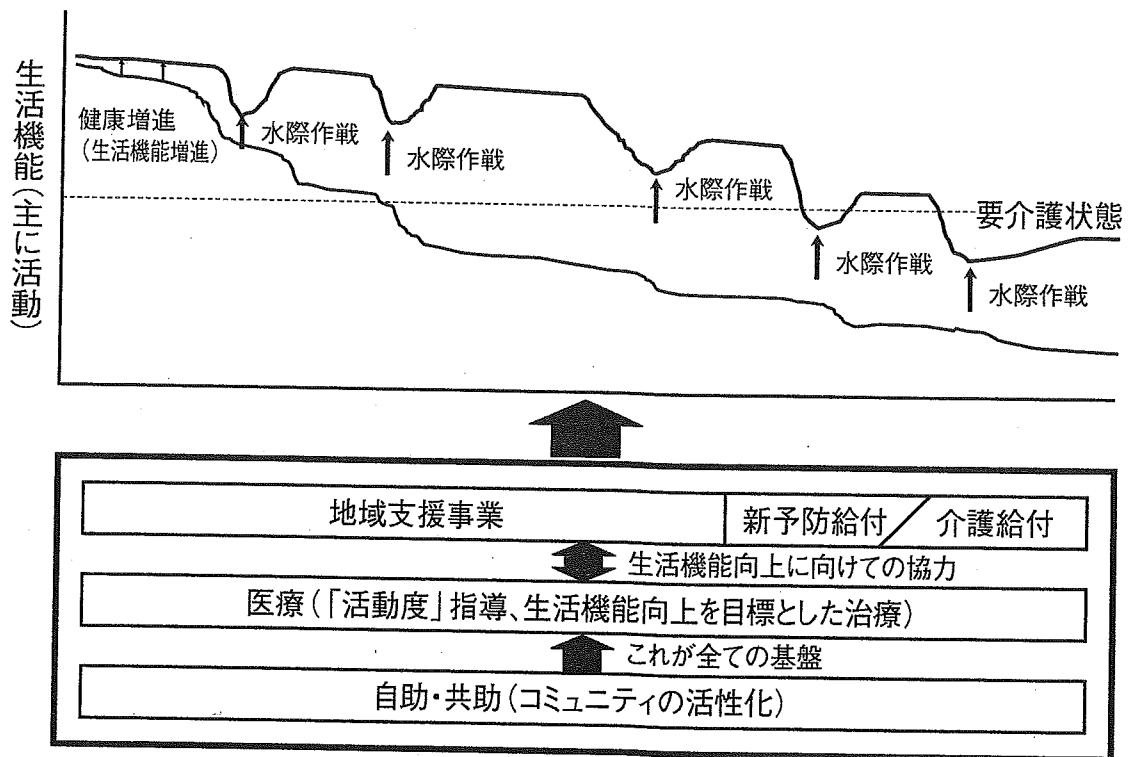 生活機能(主に活動)
健康増進
(生活機能増進)
水際作戦
水際作戦
水際作戦
水際作戦
水際作戦
要介護状態
地域支援事業
新予防給付/介護給付
生活機能向上に向けての協力
医療(「活動度」指導、生活機能向上を目標とした治療)
これが全ての基盤
自助・共助(コミュニティの活性化)